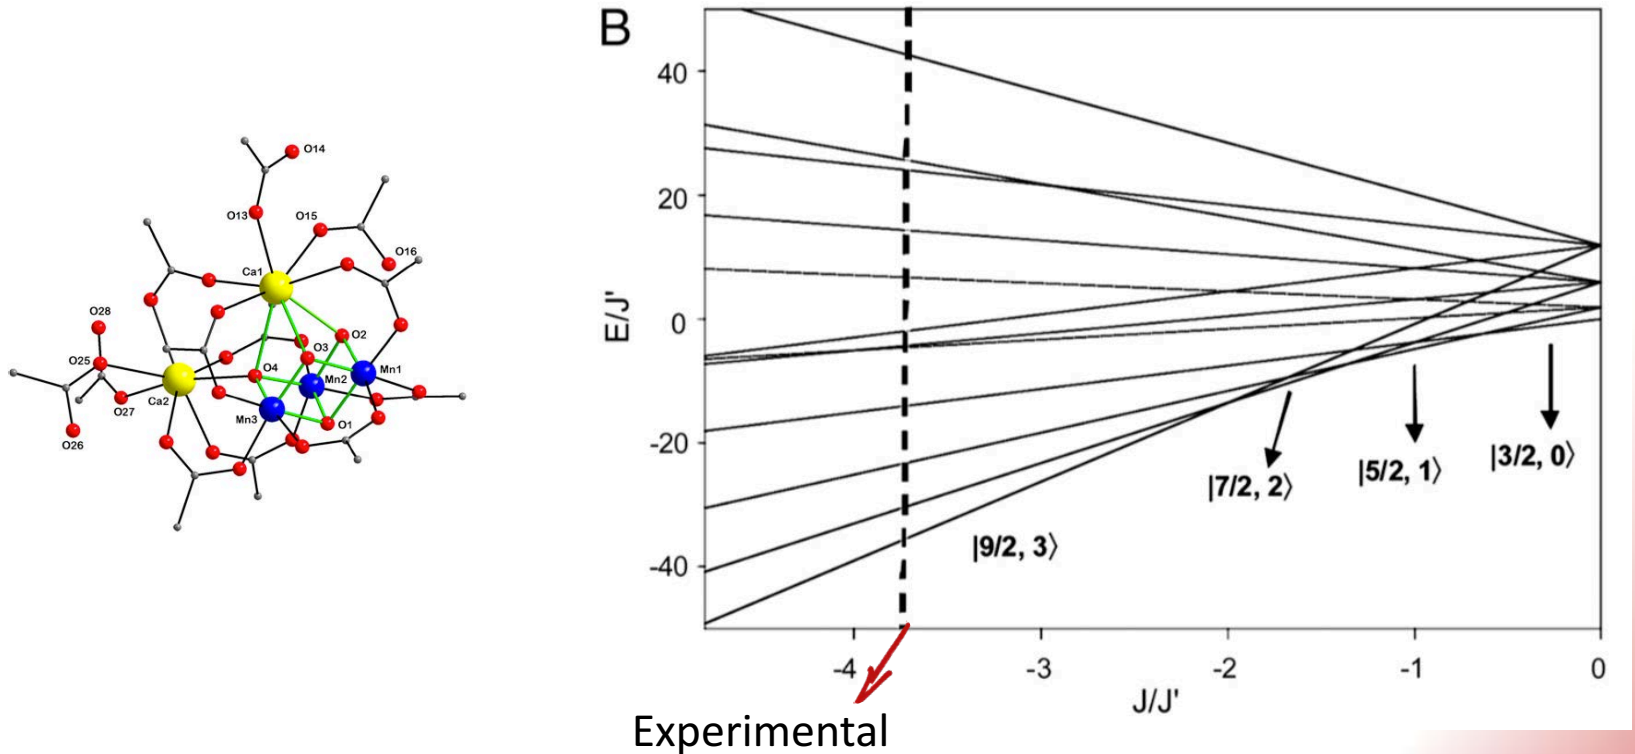 O14
O13
O15
O16
Ca1
O28
O2
O3
O25
O4
Mn1
Mn2
Ca2
O27
Mn3
O1
O26
B
E/J'
40
20
0
-20
-40
|7/2, 2⟩
|5/2, 1⟩
|3/2, 0⟩
|9/2, 3⟩
-4
-3
-2
-1
0
J/J'
Experimental